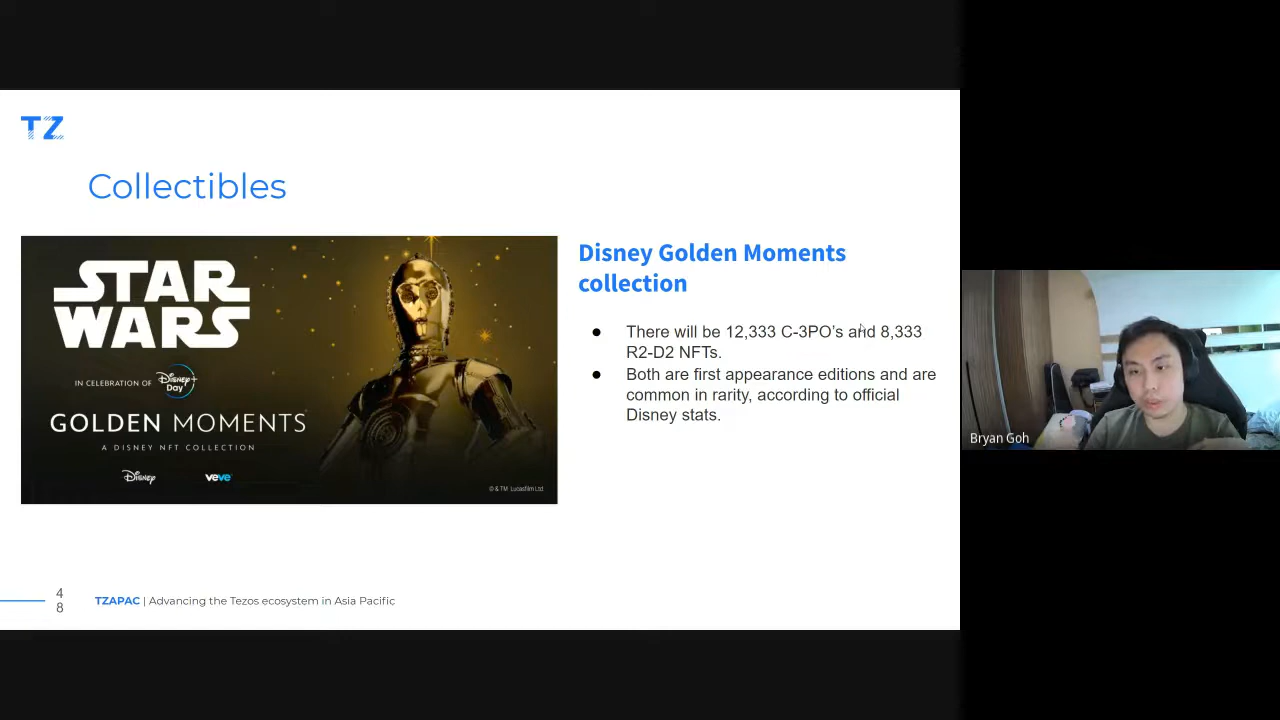 TZ
Collectibles
STAR
WARS
IN CELEBRATION OF Disney+
Day
GOLDEN MOMENTS
A DISNEY NFT COLLECTION
Disney veve
© & TM Lucasfilm Ltd.
Disney Golden Moments
collection
● There will be 12,333 C-3PO’s and 8,333
R2-D2 NFTs.
● Both are first appearance editions and are
common in rarity, according to official
Disney stats.
Bryan Goh
4
8
TZAPAC | Advancing the Tezos ecosystem in Asia Pacific